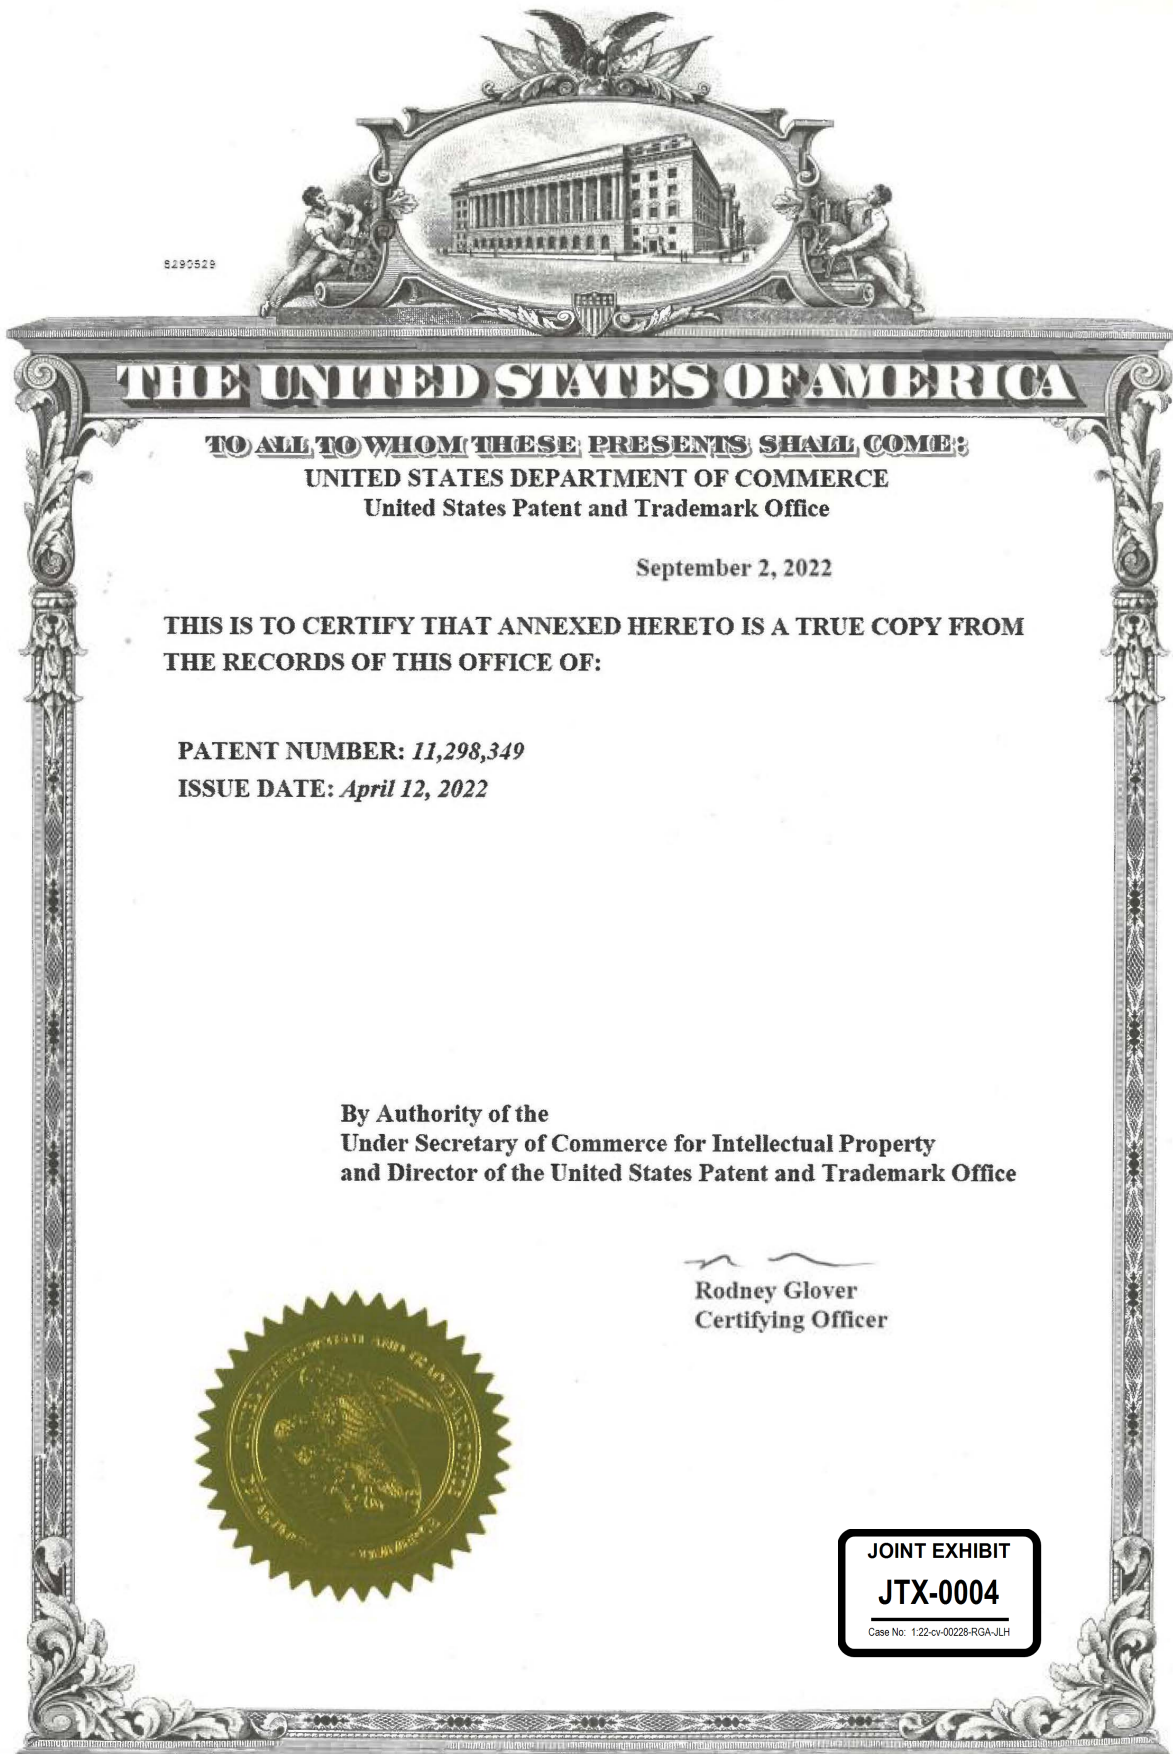 8290529
THE UNITED STATES OF AMERICA
TO ALL TO WHOM THESE PRESENTS SHALL COME:
UNITED STATES DEPARTMENT OF COMMERCE
United States Patent and Trademark Office
September 2, 2022
THIS IS TO CERTIFY THAT ANNEXED HERETO IS A TRUE COPY FROM
THE RECORDS OF THIS OFFICE OF:
PATENT NUMBER: 11,298,349
ISSUE DATE: April 12, 2022
By Authority of the
Under Secretary of Commerce for Intellectual Property
and Director of the United States Patent and Trademark Office
Rodney Glover
Certifying Officer
JOINT EXHIBIT
JTX-0004
Case No: 1:22-cv-00228-RGA-JLH